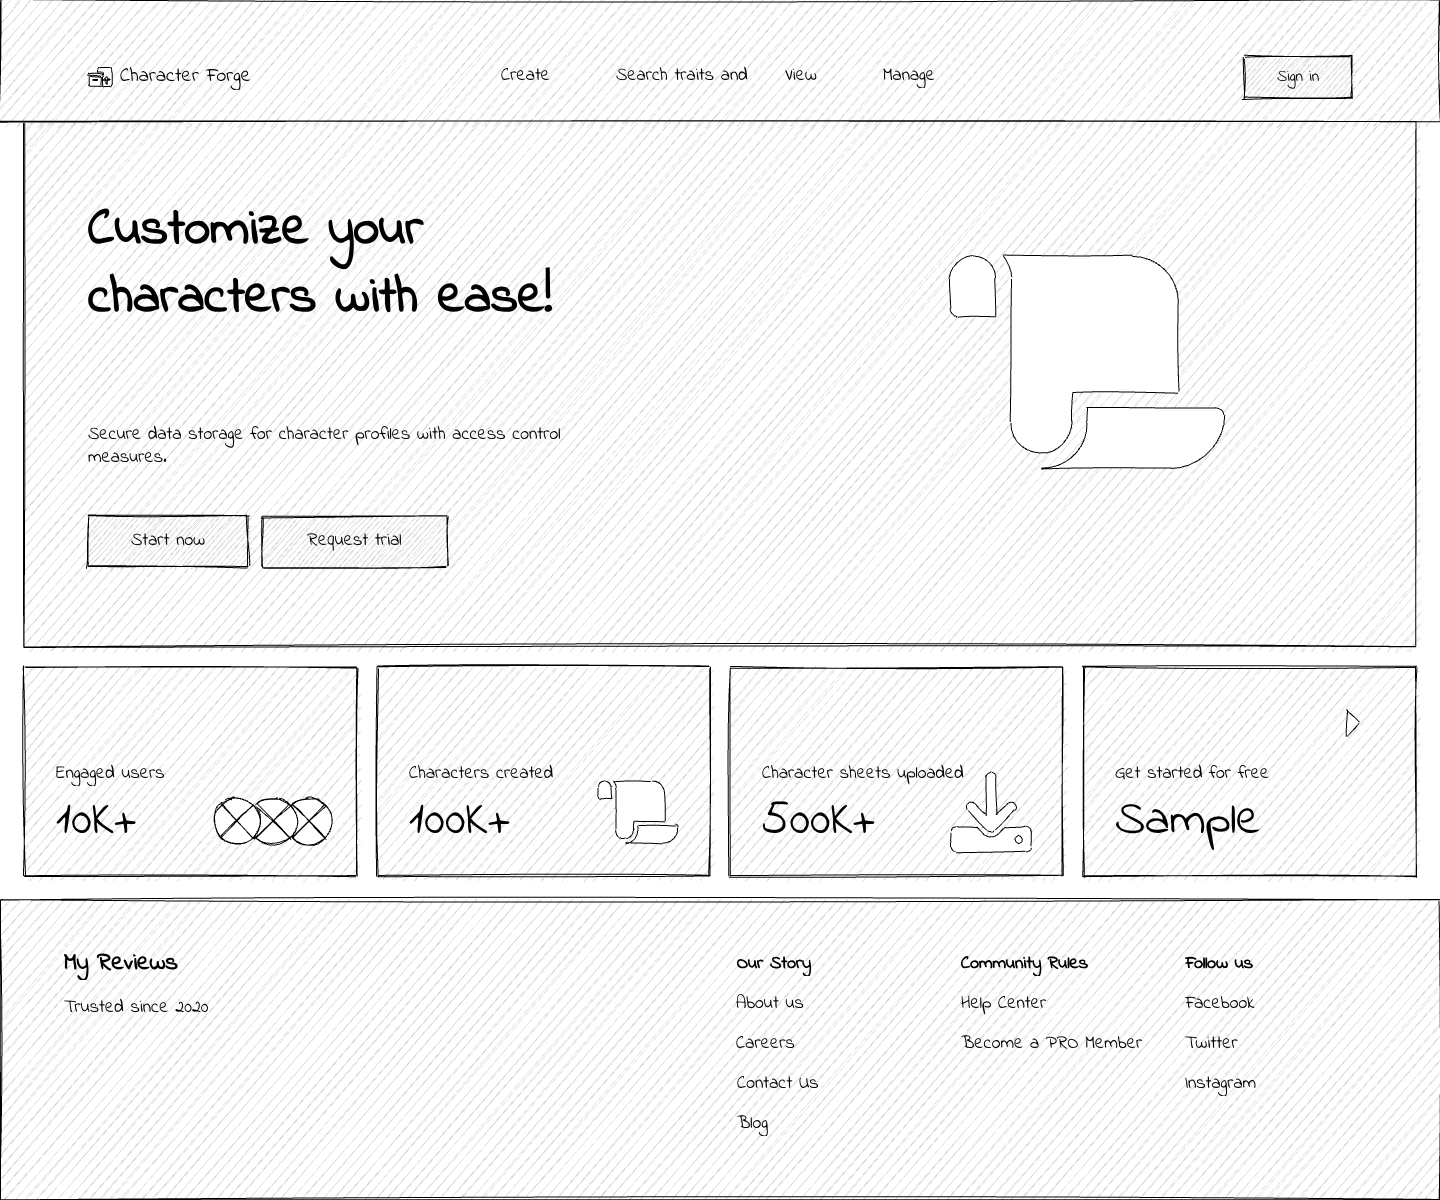 Character Forge
Create
Search traits and
View
Manage
Sign in
Customize your
characters with ease!
Secure data storage for character profiles with access control
measures.
Start now
Request trial
Engaged users
10K+
Characters created
100K+
Character sheets uploaded
500K+
Get started for free
Sample
My Reviews
Trusted since 2020
Our Story
About us
Careers
Contact Us
Blog
Community Rules
Help Center
Become a PRO Member
Follow us
Facebook
Twitter
Instagram